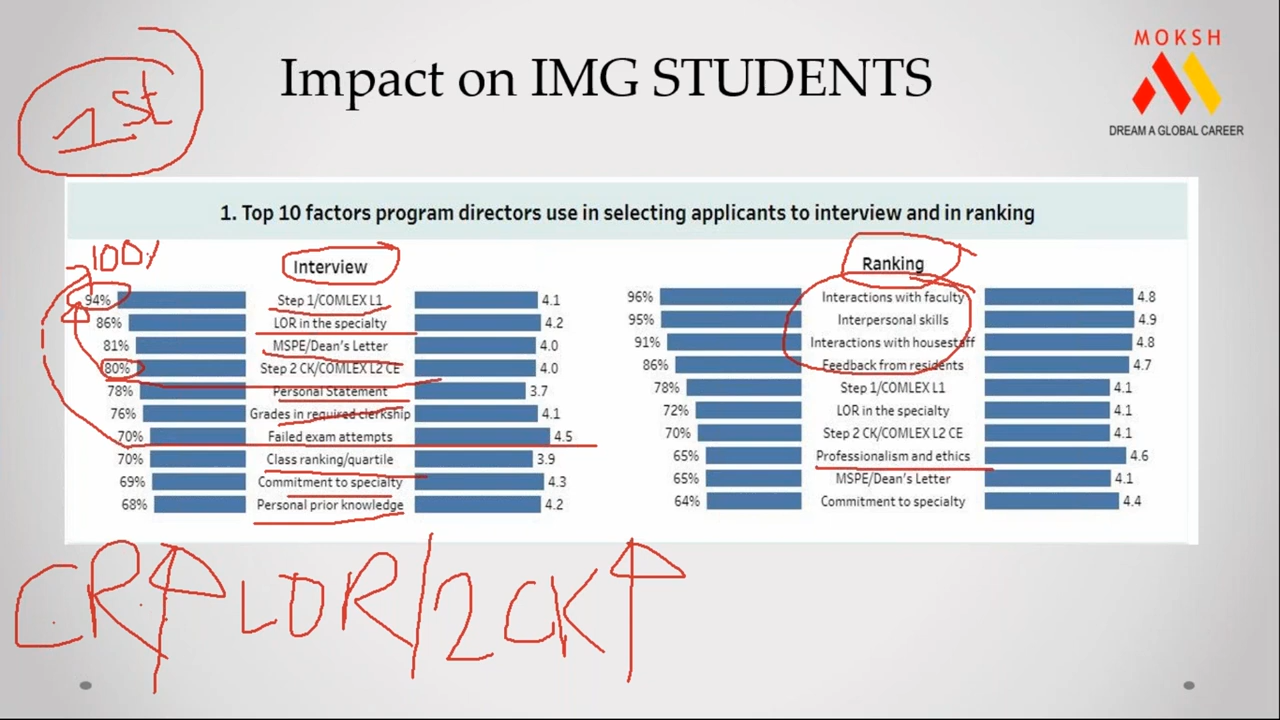 1st
Impact on IMG STUDENTS
MOKSH
DREAM A GLOBAL CAREER
1. Top 10 factors program directors use in selecting applicants to interview and in ranking
100%
Interview
94% Step 1/COMLEX L1 4.1
86% LOR in the specialty 4.2
81% MSPE/Dean's Letter 4.0
80% Step 2 CK/COMLEX L2 CE 4.0
78% Personal Statement 3.7
76% Grades in required clerkship 4.1
70% Failed exam attempts 4.5
70% Class ranking/quartile 3.9
69% Commitment to specialty 4.3
68% Personal prior knowledge 4.2
Ranking
96% Interactions with faculty 4.8
95% Interpersonal skills 4.9
91% Interactions with housestaff 4.8
86% Feedback from residents 4.7
78% Step 1/COMLEX L1 4.1
72% LOR in the specialty 4.1
70% Step 2 CK/COMLEX L2 CE 4.1
65% Professionalism and ethics 4.6
65% MSPE/Dean's Letter 4.1
64% Commitment to specialty 4.4
CR↑ LOR/2CK↑